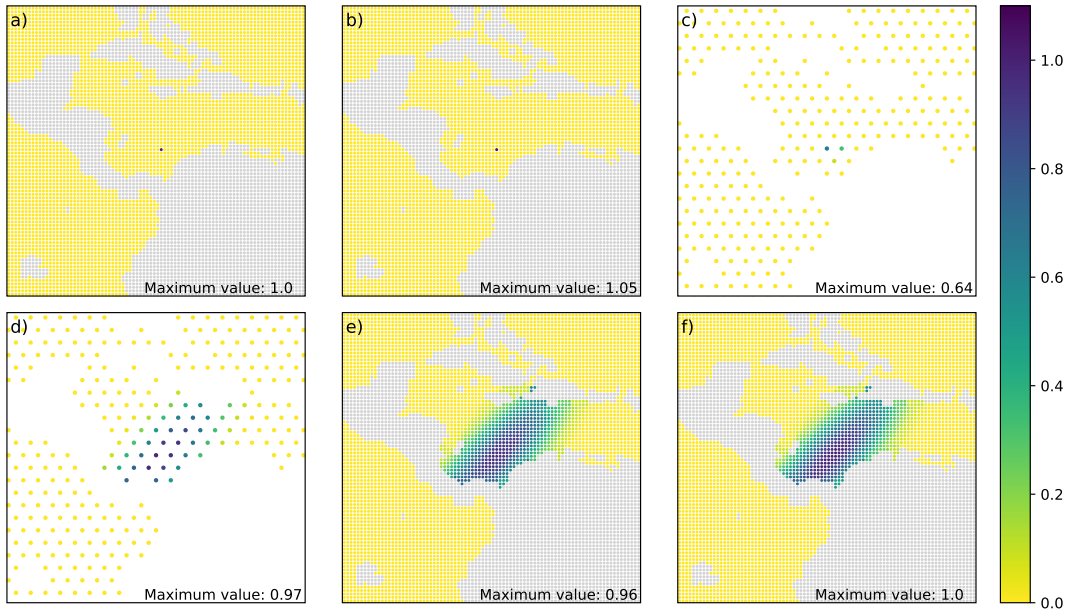 a)
Maximum value: 1.0
b)
Maximum value: 1.05
c)
Maximum value: 0.64
d)
Maximum value: 0.97
e)
Maximum value: 0.96
f)
Maximum value: 1.0
1.0
0.8
0.6
0.4
0.2
0.0